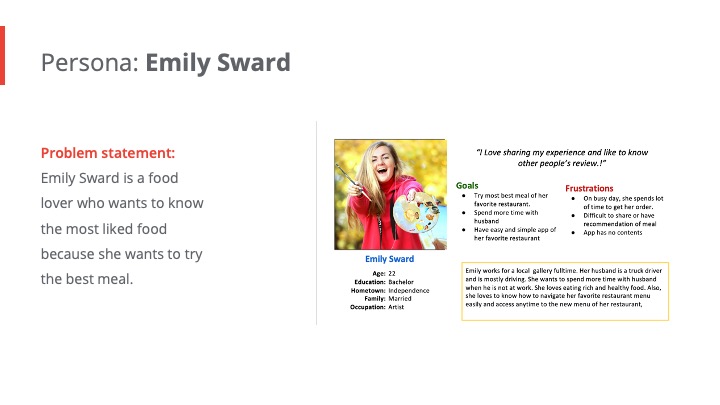 Persona: Emily Sward
Problem statement:
Emily Sward is a food
lover who wants to know
the most liked food
because she wants to try
the best meal.
“I Love sharing my experience and like to know
other people’s review.!”
Goals
● Try most best meal of her
favorite restaurant.
● Spend more time with
husband
● Have easy and simple app of
her favorite restaurant
Frustrations
● On busy day, she spends lot
of time to get her order.
● Difficult to share or have
recommendation of meal
● App has no contents
Emily Sward
Age: 22
Education: Bachelor
Hometown: Independence
Family: Married
Occupation: Artist
Emily works for a local gallery fulltime. Her husband is a truck driver
and is mostly driving. She wants to spend more time with husband
when he is not at work. She loves eating rich and healthy food. Also,
she loves to know how to navigate her favorite restaurant menu
easily and access anytime to the new menu of her restaurant,